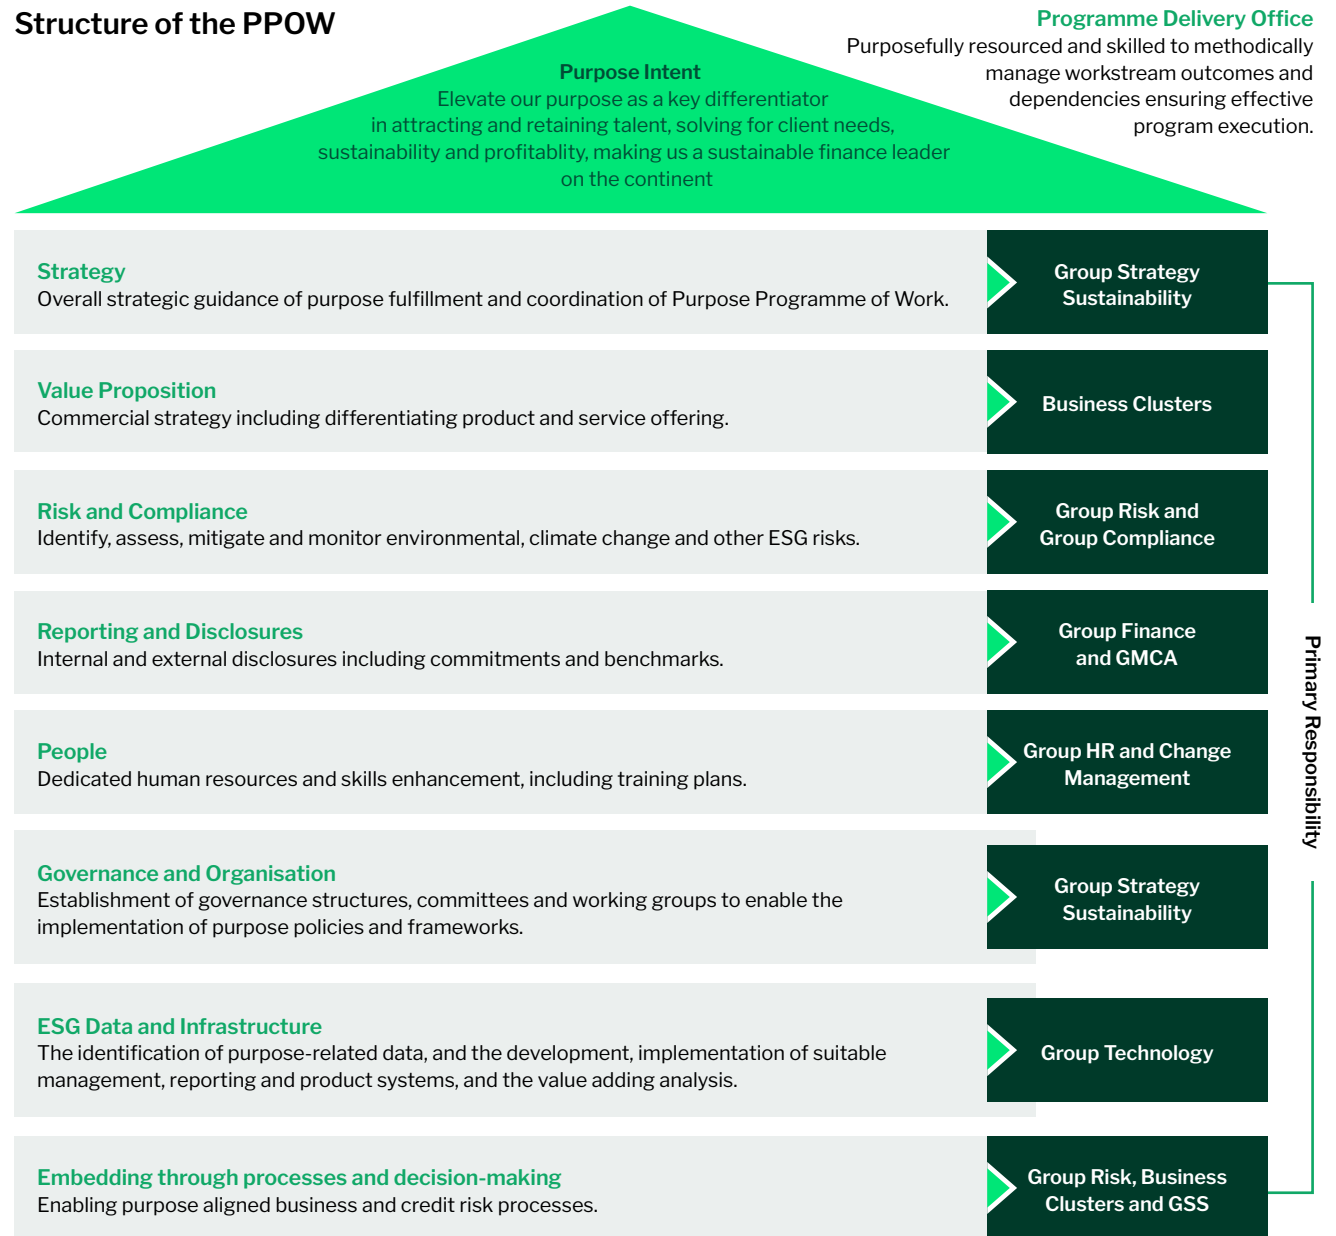 Structure of the PPOW
Programme Delivery Office
Purposefully resourced and skilled to methodically
manage workstream outcomes and
dependencies ensuring effective
program execution.
Purpose Intent
Elevate our purpose as a key differentiator
in attracting and retaining talent, solving for client needs,
sustainability and profitablity, making us a sustainable finance leader
on the continent
Strategy
Overall strategic guidance of purpose fulfillment and coordination of Purpose Programme of Work.
Group Strategy
Sustainability
Value Proposition
Commercial strategy including differentiating product and service offering.
Business Clusters
Risk and Compliance
Identify, assess, mitigate and monitor environmental, climate change and other ESG risks.
Group Risk and
Group Compliance
Reporting and Disclosures
Internal and external disclosures including commitments and benchmarks.
Group Finance
and GMCA
People
Dedicated human resources and skills enhancement, including training plans.
Group HR and Change
Management
Governance and Organisation
Establishment of governance structures, committees and working groups to enable the
implementation of purpose policies and frameworks.
Group Strategy
Sustainability
ESG Data and Infrastructure
The identification of purpose-related data, and the development, implementation of suitable
management, reporting and product systems, and the value adding analysis.
Group Technology
Embedding through processes and decision-making
Enabling purpose aligned business and credit risk processes.
Group Risk, Business
Clusters and GSS
Primary Responsibility